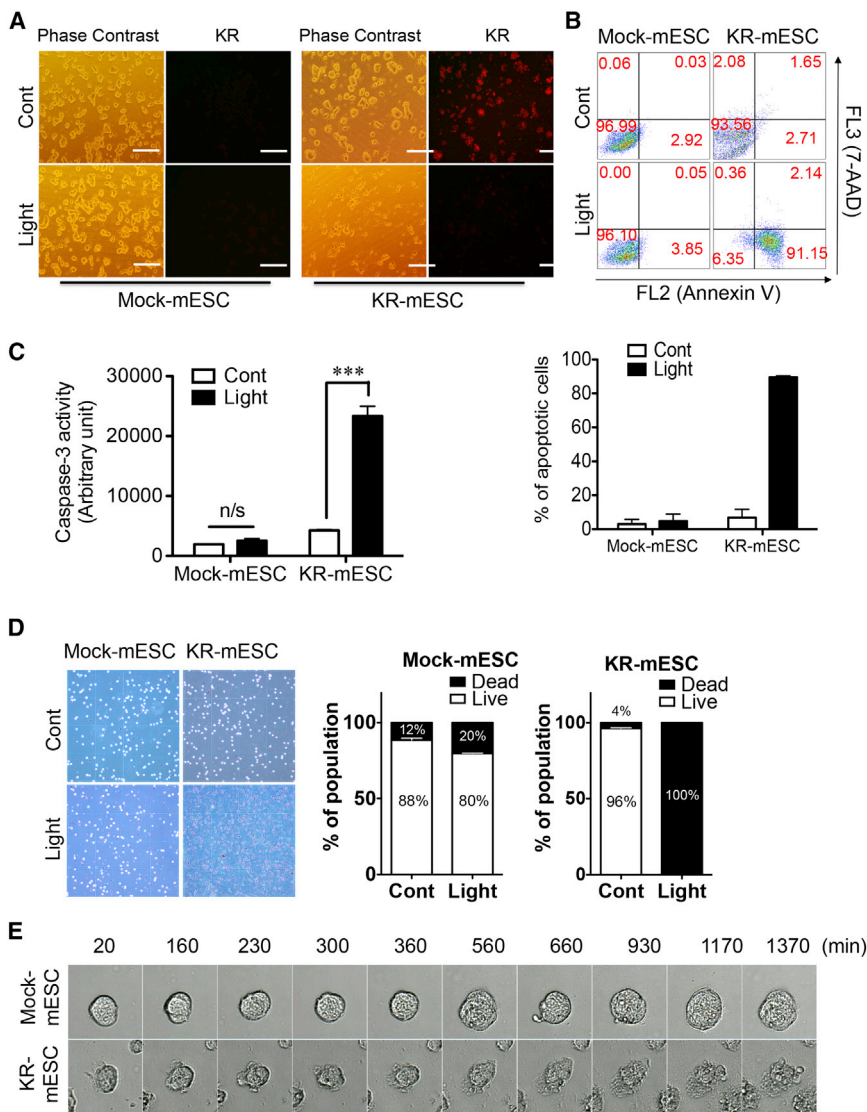 A
Phase Contrast KR Phase Contrast KR
Cont
Light
Mock-mESC KR-mESC
B
Mock-mESC KR-mESC
Cont
0.06 0.03 2.08 1.65
96.99 2.92 93.56 2.71
Light
0.00 0.05 0.36 2.14
96.10 3.85 6.35 91.15
FL3 (7-AAD)
FL2 (Annexin V)
C
Caspase-3 activity
(Arbitrary unit)
30000
20000
10000
0
Cont
Light
n/s
***
Mock-mESC KR-mESC
% of apoptotic cells
100
80
60
40
20
0
Cont
Light
Mock-mESC KR-mESC
D
Mock-mESC KR-mESC
Cont
Light
Mock-mESC
Dead
Live
% of population
100
50
0
12% 20%
88% 80%
Cont Light
KR-mESC
Dead
Live
% of population
100
50
0
4%
96% 100%
Cont Light
E
20 160 230 300 360 560 660 930 1170 1370 (min)
Mock-
mESC
KR-
mESC